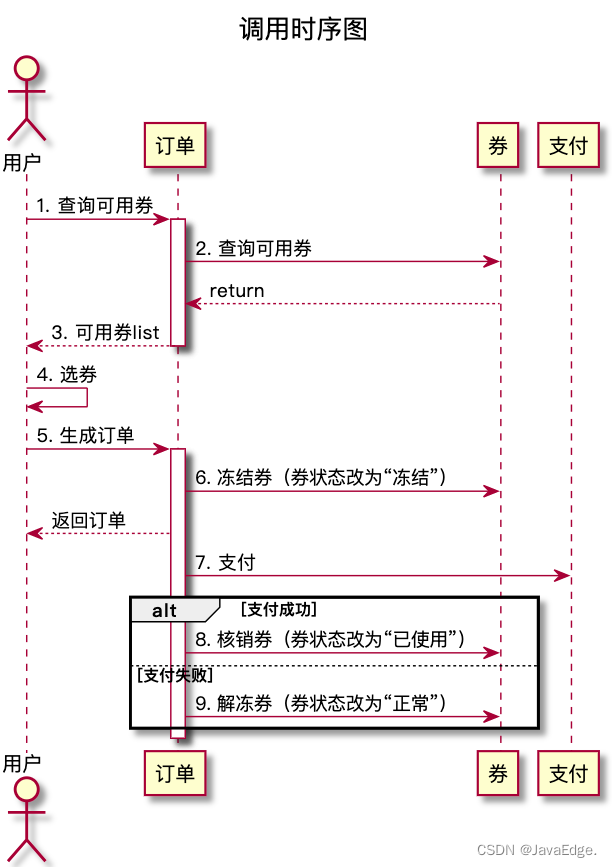 调用时序图
用户
订单
券
支付
1. 查询可用券
2. 查询可用券
return
3. 可用券list
4. 选券
5. 生成订单
6. 冻结券（券状态改为“冻结”）
返回订单
7. 支付
alt [支付成功]
8. 核销券（券状态改为“已使用”）
[支付失败]
9. 解冻券（券状态改为“正常”）
用户
订单
券
支付
CSDN @JavaEdge.